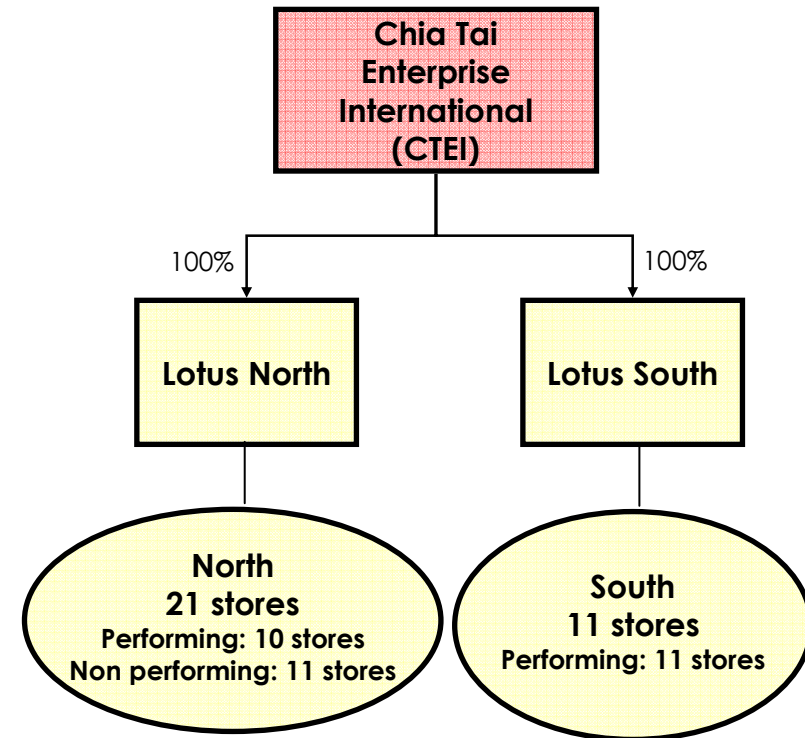 Chia Tai
Enterprise
International
(CTEI)
100%
100%
Lotus North
Lotus South
North
21 stores
Performing: 10 stores
Non performing: 11 stores
South
11 stores
Performing: 11 stores